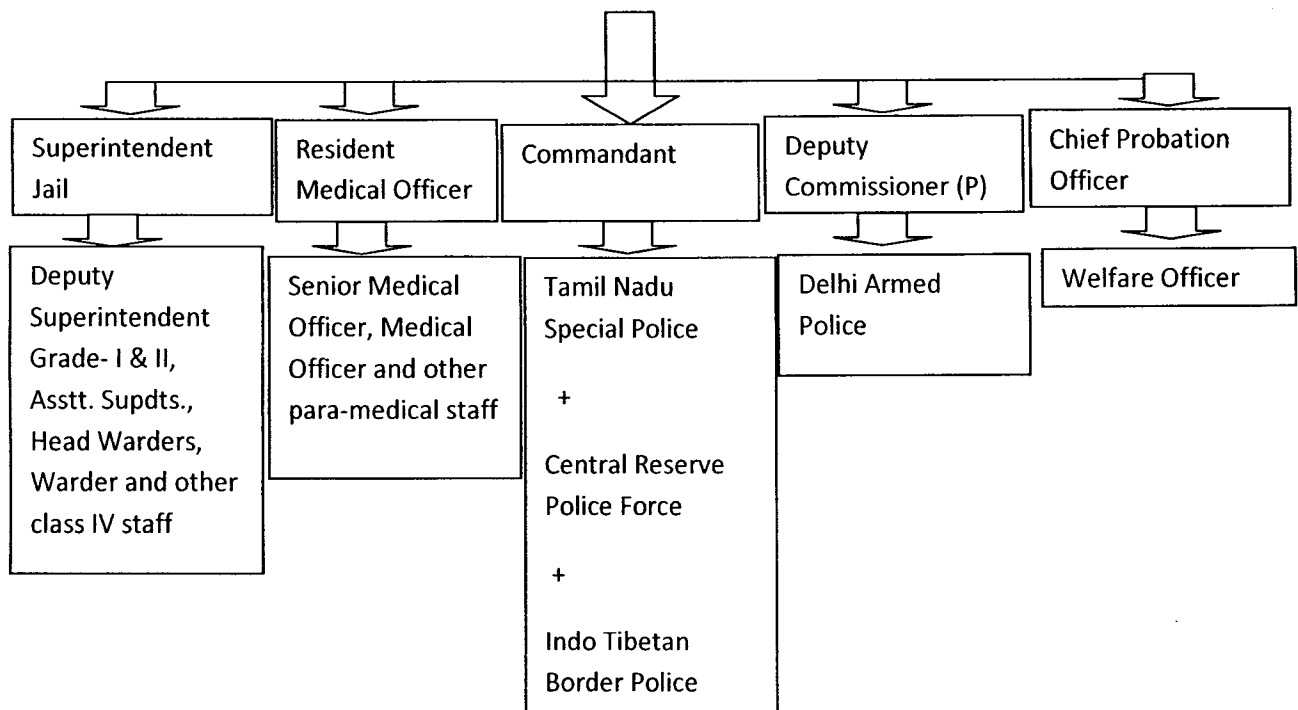 Superintendent
Jail
Resident
Medical Officer
Commandant
Deputy
Commissioner (P)
Chief Probation
Officer
Deputy
Superintendent
Grade- I & II,
Asstt. Supdts.,
Head Warders,
Warder and other
class IV staff
Senior Medical
Officer, Medical
Officer and other
para-medical staff
Tamil Nadu
Special Police
+
Central Reserve
Police Force
+
Indo Tibetan
Border Police
Delhi Armed
Police
Welfare Officer